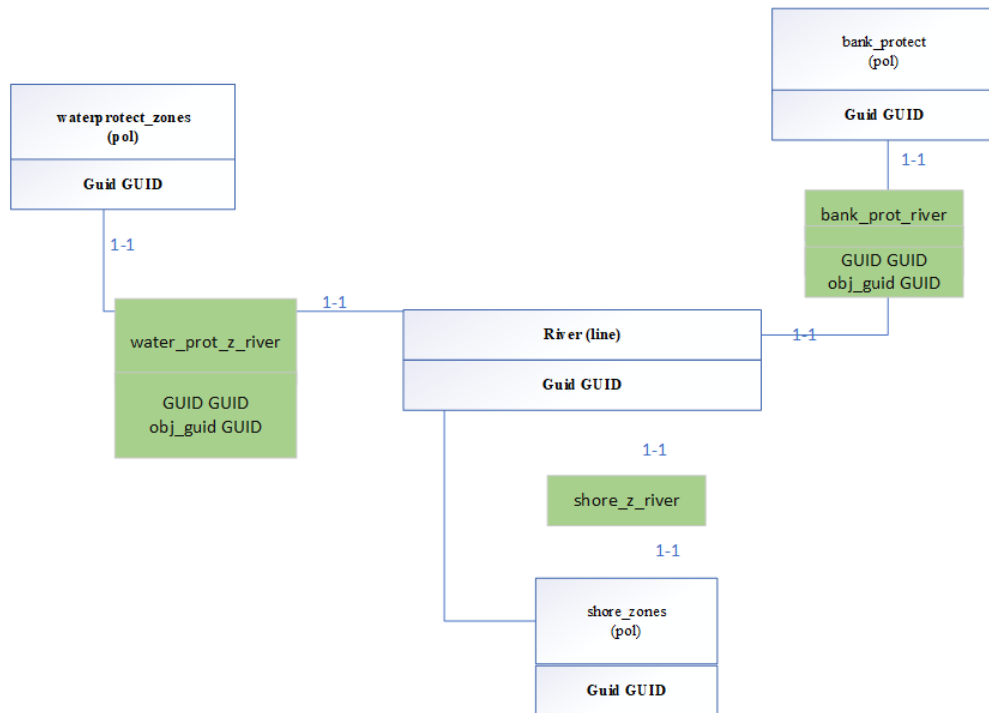 bank_protect
(pol)
Guid GUID
waterprotect_zones
(pol)
Guid GUID
1-1
1-1
bank_prot_river
GUID GUID
obj_guid GUID
1-1
water_prot_z_river
GUID GUID
obj_guid GUID
River (line)
Guid GUID
1-1
1-1
shore_z_river
1-1
shore_zones
(pol)
Guid GUID